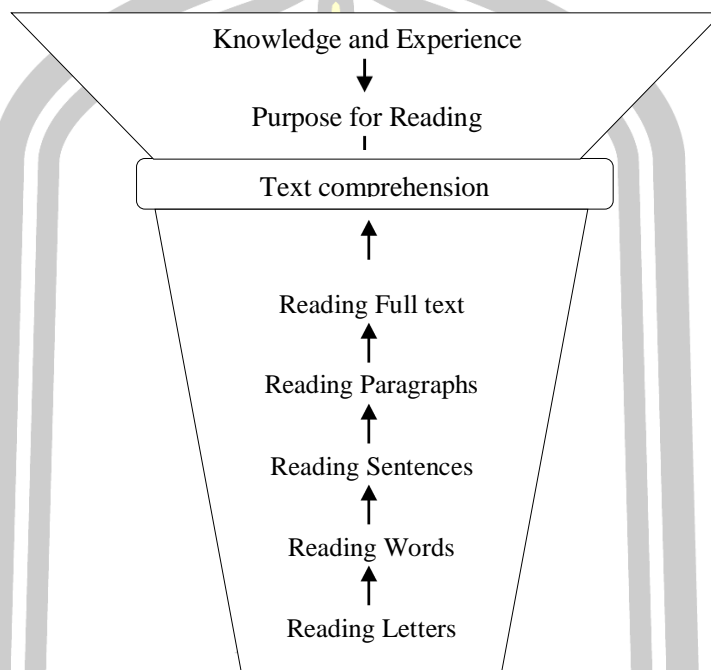 Knowledge and Experience
Purpose for Reading
Text comprehension
Reading Full text
Reading Paragraphs
Reading Sentences
Reading Words
Reading Letters